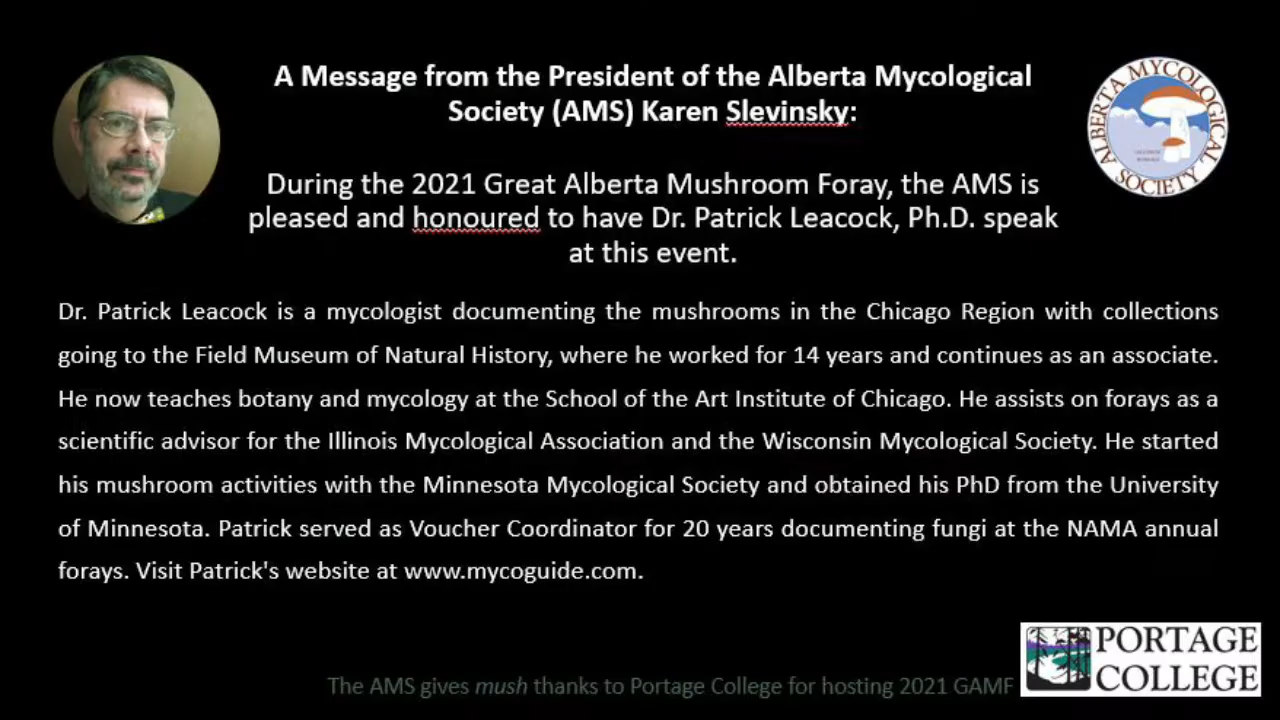 A Message from the President of the Alberta Mycological
Society (AMS) Karen Slevinsky:
ALBERTA MYCOLOGICAL SOCIETY
During the 2021 Great Alberta Mushroom Foray, the AMS is
pleased and honoured to have Dr. Patrick Leacock, Ph.D. speak
at this event.
Dr. Patrick Leacock is a mycologist documenting the mushrooms in the Chicago Region with collections
going to the Field Museum of Natural History, where he worked for 14 years and continues as an associate.
He now teaches botany and mycology at the School of the Art Institute of Chicago. He assists on forays as a
scientific advisor for the Illinois Mycological Association and the Wisconsin Mycological Society. He started
his mushroom activities with the Minnesota Mycological Society and obtained his PhD from the University
of Minnesota. Patrick served as Voucher Coordinator for 20 years documenting fungi at the NAMA annual
forays. Visit Patrick's website at www.mycoguide.com.
The AMS gives mush thanks to Portage College for hosting 2021 GAMF
PORTAGE
COLLEGE